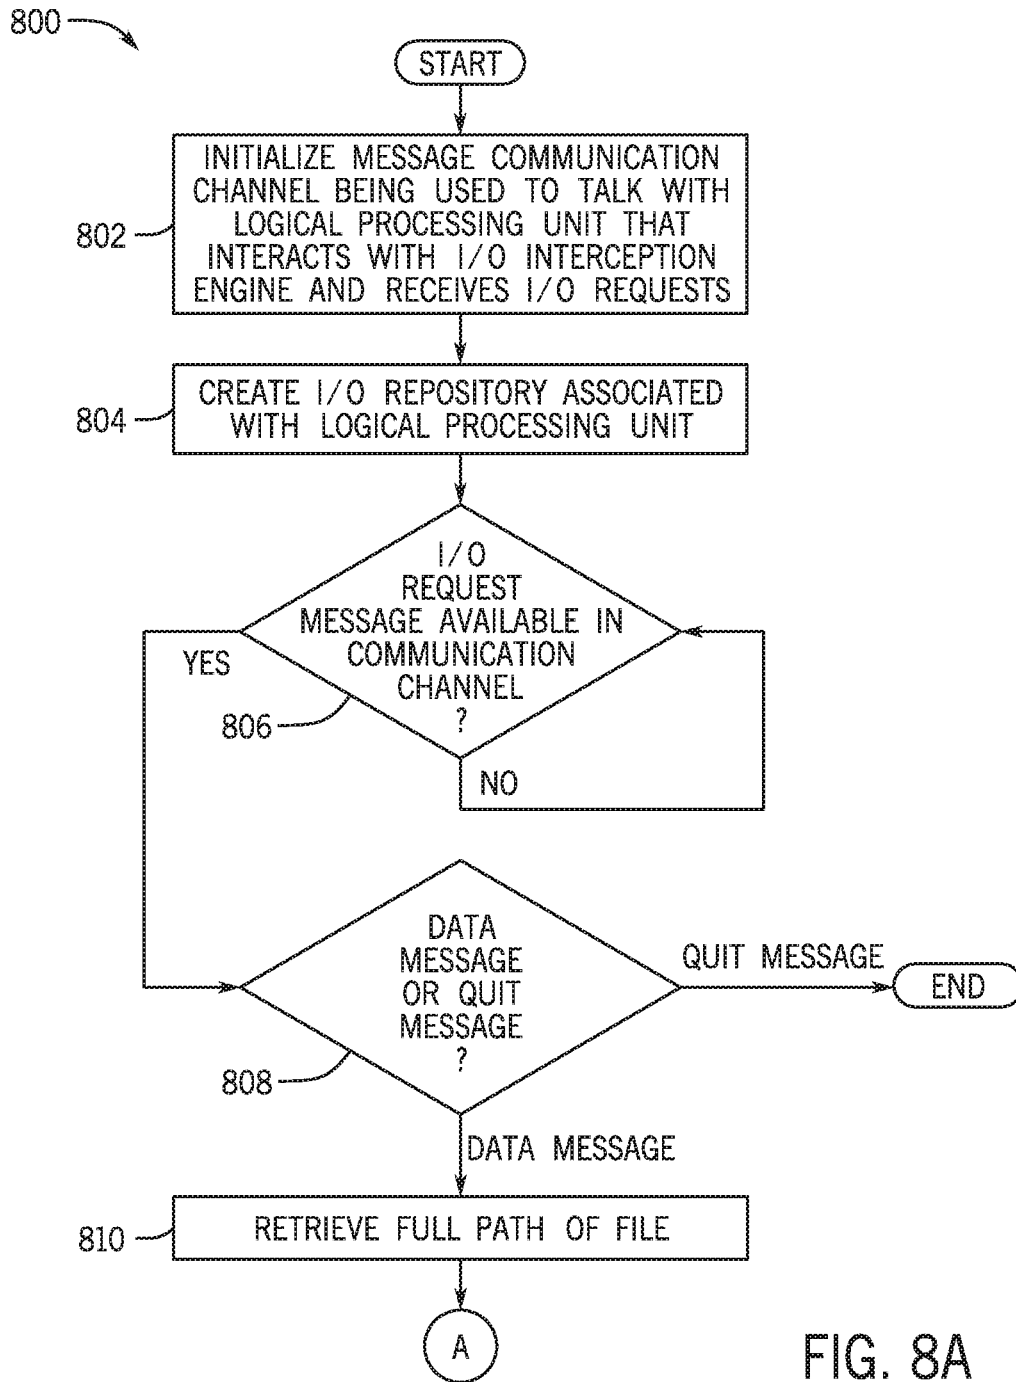 800
START
INITIALIZE MESSAGE COMMUNICATION
CHANNEL BEING USED TO TALK WITH
LOGICAL PROCESSING UNIT THAT
INTERACTS WITH I/O INTERCEPTION
ENGINE AND RECEIVES I/O REQUESTS
802
CREATE I/O REPOSITORY ASSOCIATED
WITH LOGICAL PROCESSING UNIT
804
I/O
REQUEST
MESSAGE AVAILABLE IN
COMMUNICATION
CHANNEL
?
YES
806
NO
DATA
MESSAGE
OR QUIT
MESSAGE
?
QUIT MESSAGE
END
808
DATA MESSAGE
RETRIEVE FULL PATH OF FILE
810
A
FIG. 8A